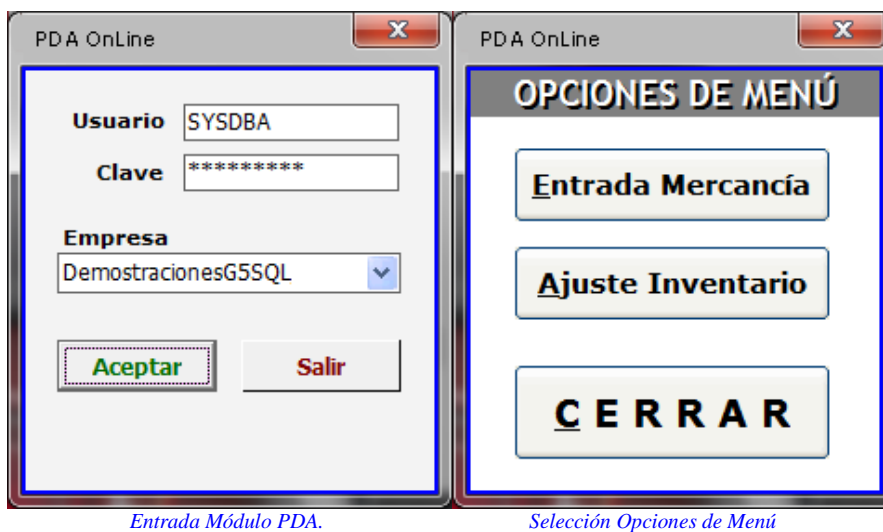 PDA OnLine
Usuario SYSDBA
Clave *********
Empresa
DemostracionesG5SQL
Aceptar Salir
Entrada Módulo PDA.
PDA OnLine
OPCIONES DE MENÚ
Entrada Mercancía
Ajuste Inventario
C E R R A R
Selección Opciones de Menú